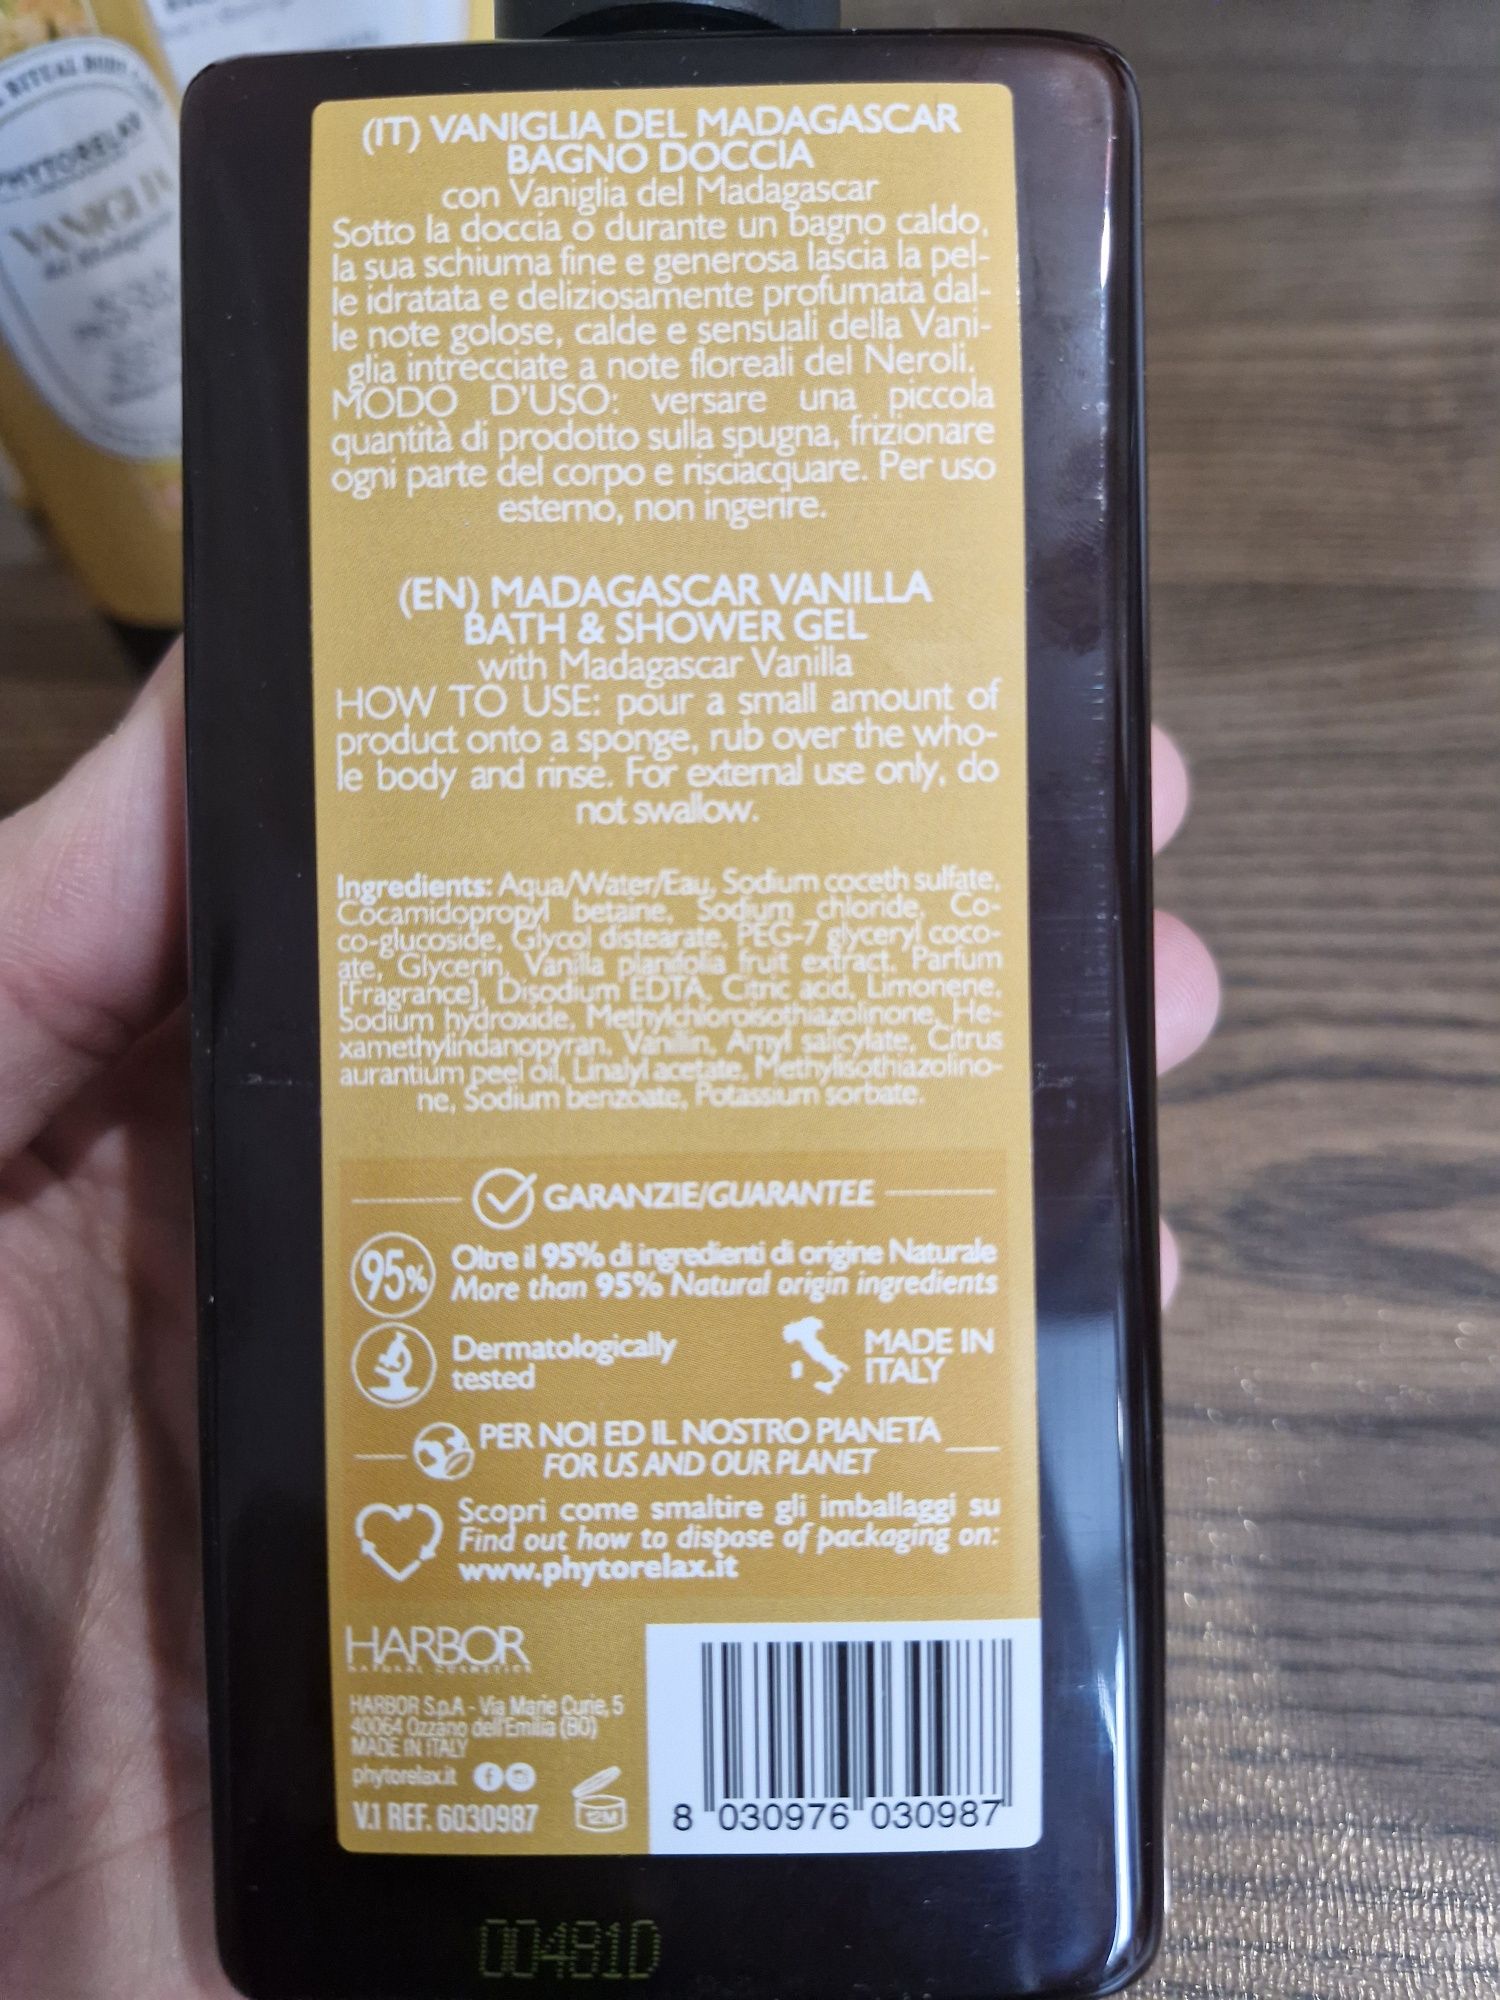 RITUAL
PHYTORELAX
VANIGLIA
(IT) VANIGLIA DEL MADAGASCAR
BAGNO DOCCIA
con Vaniglia del Madagascar
Sotto la doccia o durante un bagno caldo,
la sua schiuma fine e generosa lascia la pel-
le idratata e deliziosamente profumata dal-
le note golose, calde e sensuali della Vani-
glia intrecciate a note floreali del Neroli.
MODO D'USO: versare una piccola
quantità di prodotto sulla spugna, frizionare
ogni parte del corpo e risciacquare. Per uso
esterno, non ingerire.
(EN) MADAGASCAR VANILLA
BATH & SHOWER GEL
with Madagascar Vanilla
HOW TO USE: pour a small amount of
product onto a sponge, rub over the who-
le body and rinse. For external use only, do
not swallow.
Ingredients: Aqua/Water/Eau, Sodium coceth sulfate,
Cocamidopropyl betaine, Sodium chloride, Co-
co-glucoside, Glycol distearate, PEG-7 glyceryl coco-
ate, Glycerin, Vanilla planifolia fruit extract, Parfum
[Fragrance], Disodium EDTA, Citric acid, Limonene,
Sodium hydroxide, Methylchloroisothiazolinone, He-
xamethylindanopyran, Vanillin, Amyl salicylate, Citrus
aurantium peel oil, Linalyl acetate, Methylisothiazolino-
ne, Sodium benzoate, Potassium sorbate.
GARANZIE/GUARANTEE
95% Oltre il 95% di ingredienti di origine Naturale
More than 95% Natural origin ingredients
Dermatologically
tested
MADE IN
ITALY
PER NOI ED IL NOSTRO PIANETA
FOR US AND OUR PLANET
Scopri come smaltire gli imballaggi su
Find out how to dispose of packaging on:
www.phytorelax.it
HARBOR
NATURAL COSMETICS
HARBOR S.p.A - Via Marie Curie, 5
40064 Ozzano dell'Emilia (BO)
MADE IN ITALY
phytorelax.it
V.1 REF. 6030987
12M
8 030976 030987
00481D